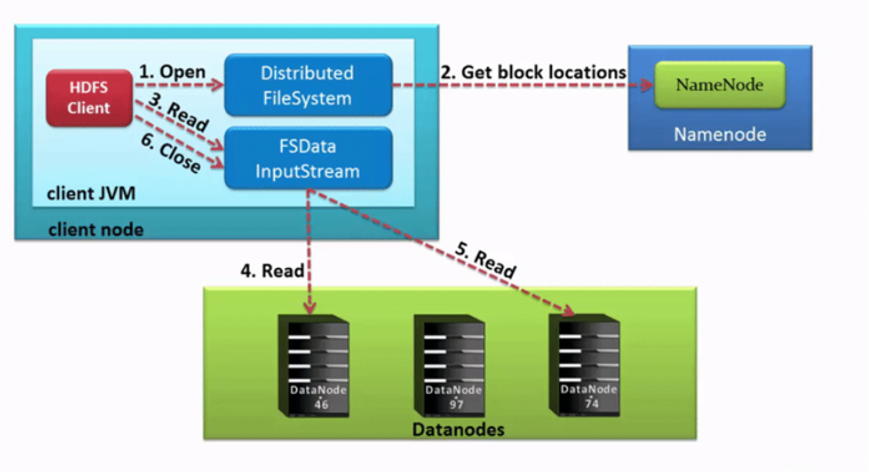 HDFS
Client
1. Open
3. Read
6. Close
Distributed
FileSystem
FSData
InputStream
client JVM
client node
2. Get block locations
NameNode
Namenode
4. Read
5. Read
DataNode
46
DataNode
97
DataNode
74
Datanodes